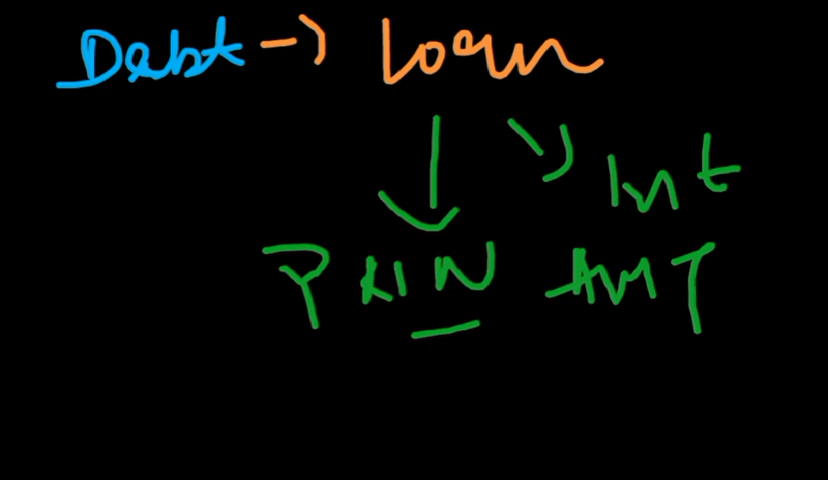 Debt → Loan
Int
PRIN AMT